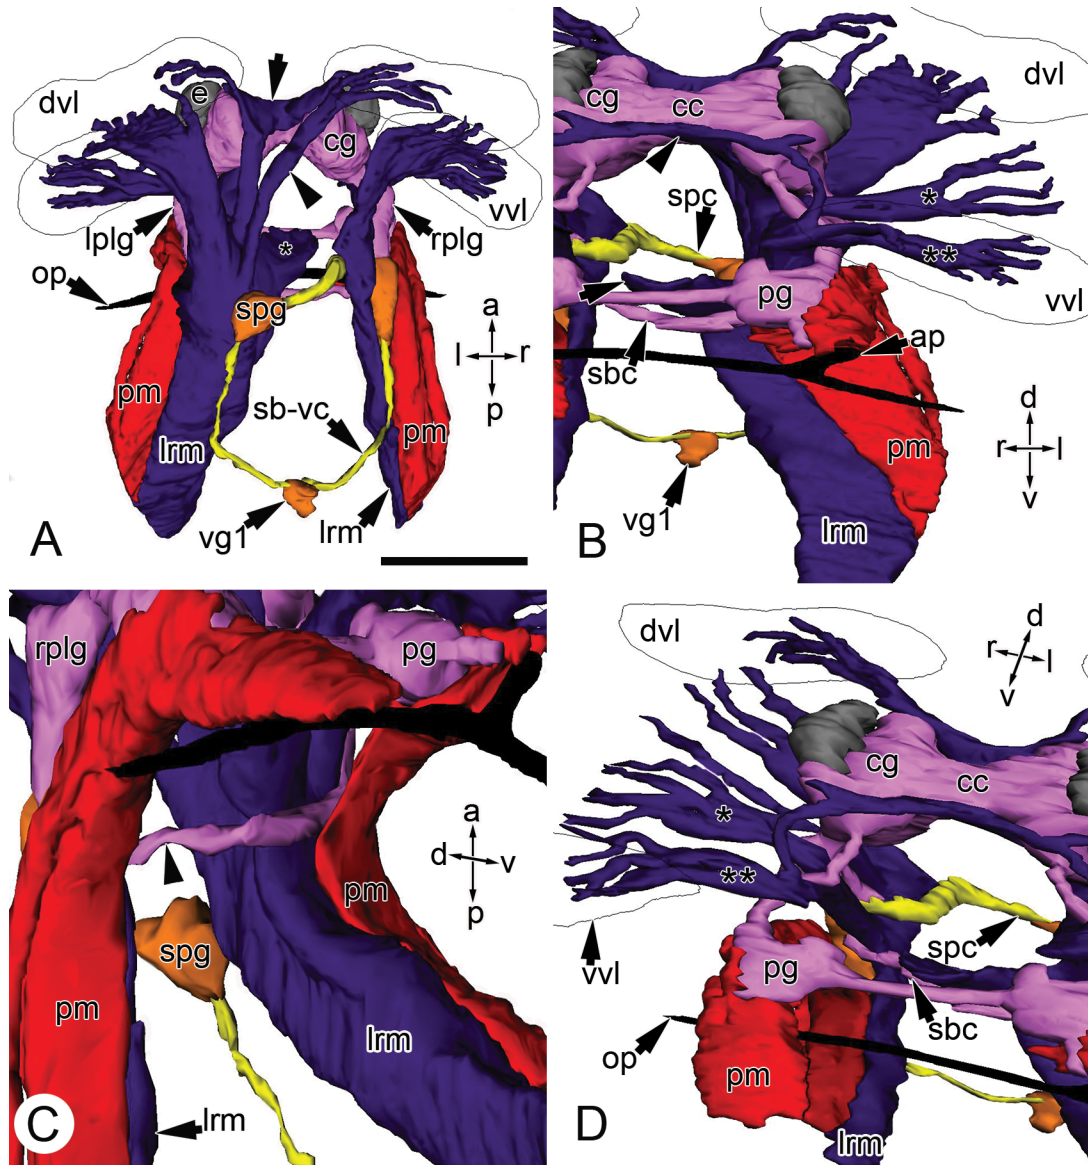 dvl
e
cg
vvl
lplg
*
rplg
op
spg
a
l r
p
pm
sb-vc
pm
lrm
lrm
vg1
A
dvl
cg
cc
*
spc
**
vvl
pg
ap
sbc
d
r l
v
pm
vg1
lrm
B
rplg
pg
a
d v
p
pm
spg
pm
lrm
lrm
C
dvl
d
r l
v
cg
cc
*
**
spc
vvl
pg
sbc
op
pm
lrm
D